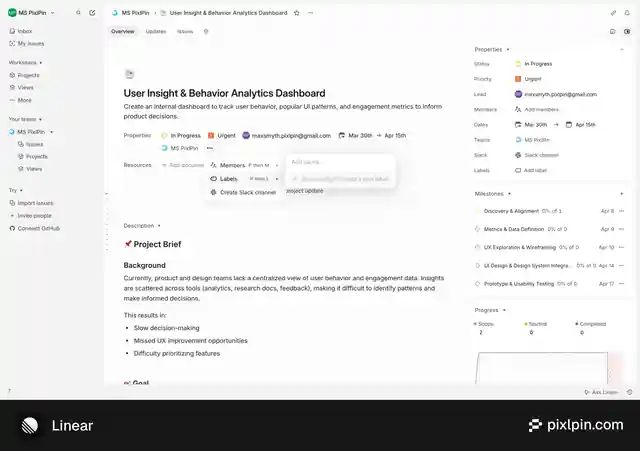 MS PixlPin
Inbox
My issues
Workspace
Projects
Views
More
Your teams
MS PixlPin
Issues
Projects
Views
Try
Import issues
Invite people
Connect GitHub
MS PixlPin › User Insight & Behavior Analytics Dashboard
Overview Updates Issues
User Insight & Behavior Analytics Dashboard
Create an internal dashboard to track user behavior, popular UI patterns, and engagement metrics to inform
product decisions.
Properties In Progress Urgent maxsmyth.pixlpin@gmail.com Mar 30th → Apr 15th
MS PixlPin
Resources + Add document
Members P then M
Labels
Create Slack channel
Add labels...
project update
Description
📌 Project Brief
Background
Currently, product and design teams lack a centralized view of user behavior and engagement data. Insights
are scattered across tools (analytics, research docs, feedback), making it difficult to identify patterns and
make informed decisions.
This results in:
• Slow decision-making
• Missed UX improvement opportunities
• Difficulty prioritizing features
Goal
Properties
Status In Progress
Priority Urgent
Lead maxsmyth.pixlpin@gmail.com
Members Add members
Dates Mar 30th → Apr 15th
Teams MS PixlPin
Slack Slack channel
Labels Add label
Milestones
Discovery & Alignment 0% of 1 Apr 8
Metrics & Data Definition 0% of 0 Apr 9
UX Exploration & Wireframing 0% of 0 Apr 10
UI Design & Design System Integra... 0% of 0 Apr 14
Prototype & Usability Testing 0% of 0 Apr 17
Progress
Scope Started Completed
2 0 0
Ask Linear
Linear
pixlpin.com